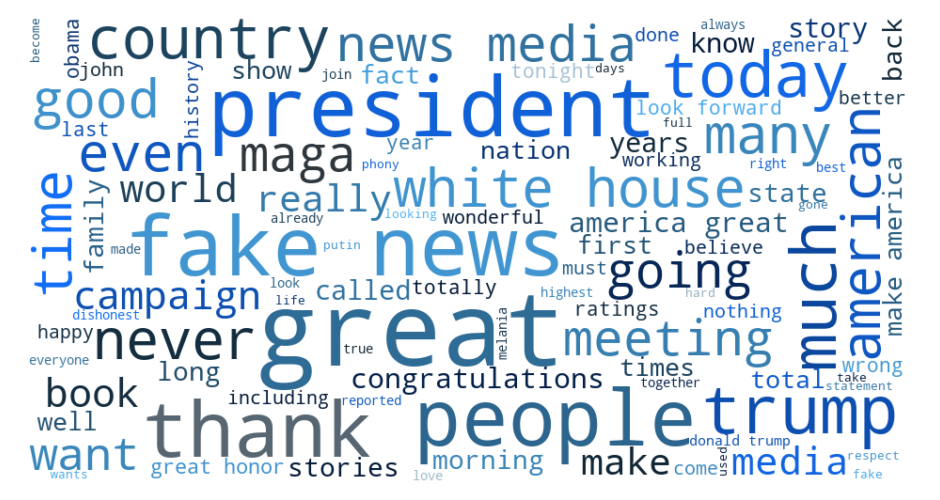 become
obama
country
news media
done
always
know
story
general
back
john
show
join
fact
tonight
days
today
good
history
president
look forward
better
last
year
full
years
many
american
even
maga
nation
working
phony
right
best
time
family
world
really
white house
state
gone
make america
already
looking
wonderful
america great
much
made
fake news
putin
first
believe
must
going
campaign
look
life
called
totally
highest
hard
dishonest
great
ratings
nothing
happy
never
true
melania
meeting
everyone
long
congratulations
times
together
total
take
wrong
statement
book
including
reported
people
trump
well
thank
donald trump
want
wants
great honor
stories
morning
love
make
come
used
media
respect
fake